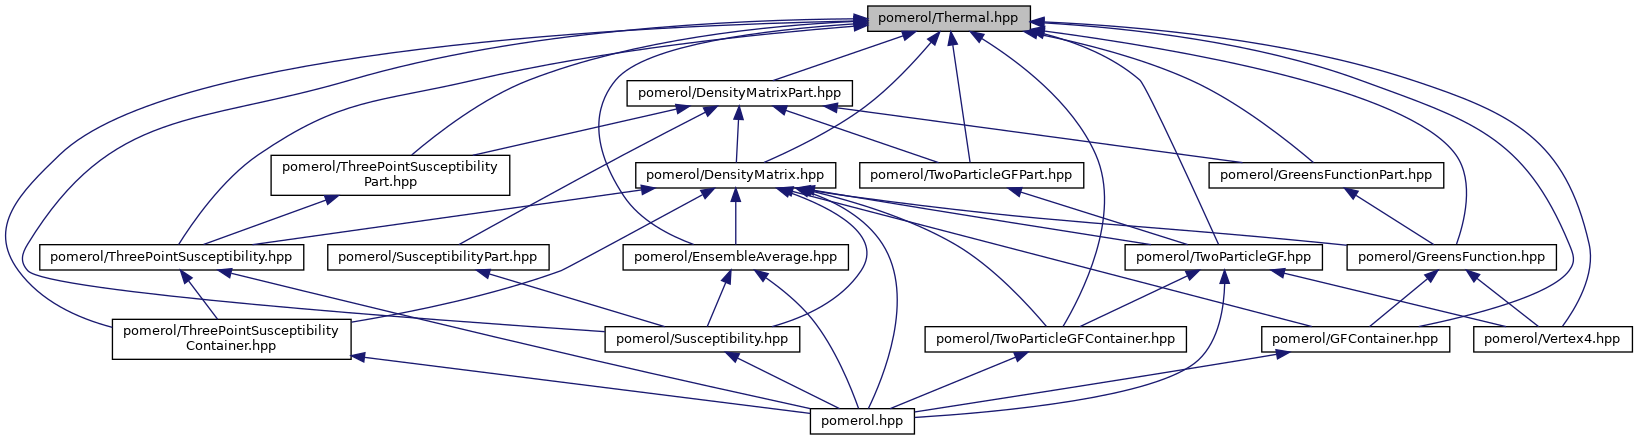 pomerol/Thermal.hpp
pomerol/DensityMatrixPart.hpp
pomerol/ThreePointSusceptibility
Part.hpp
pomerol/DensityMatrix.hpp
pomerol/TwoParticleGFPart.hpp
pomerol/GreensFunctionPart.hpp
pomerol/ThreePointSusceptibility.hpp
pomerol/SusceptibilityPart.hpp
pomerol/EnsembleAverage.hpp
pomerol/TwoParticleGF.hpp
pomerol/GreensFunction.hpp
pomerol/ThreePointSusceptibility
Container.hpp
pomerol/Susceptibility.hpp
pomerol/TwoParticleGFContainer.hpp
pomerol/GFContainer.hpp
pomerol/Vertex4.hpp
pomerol.hpp